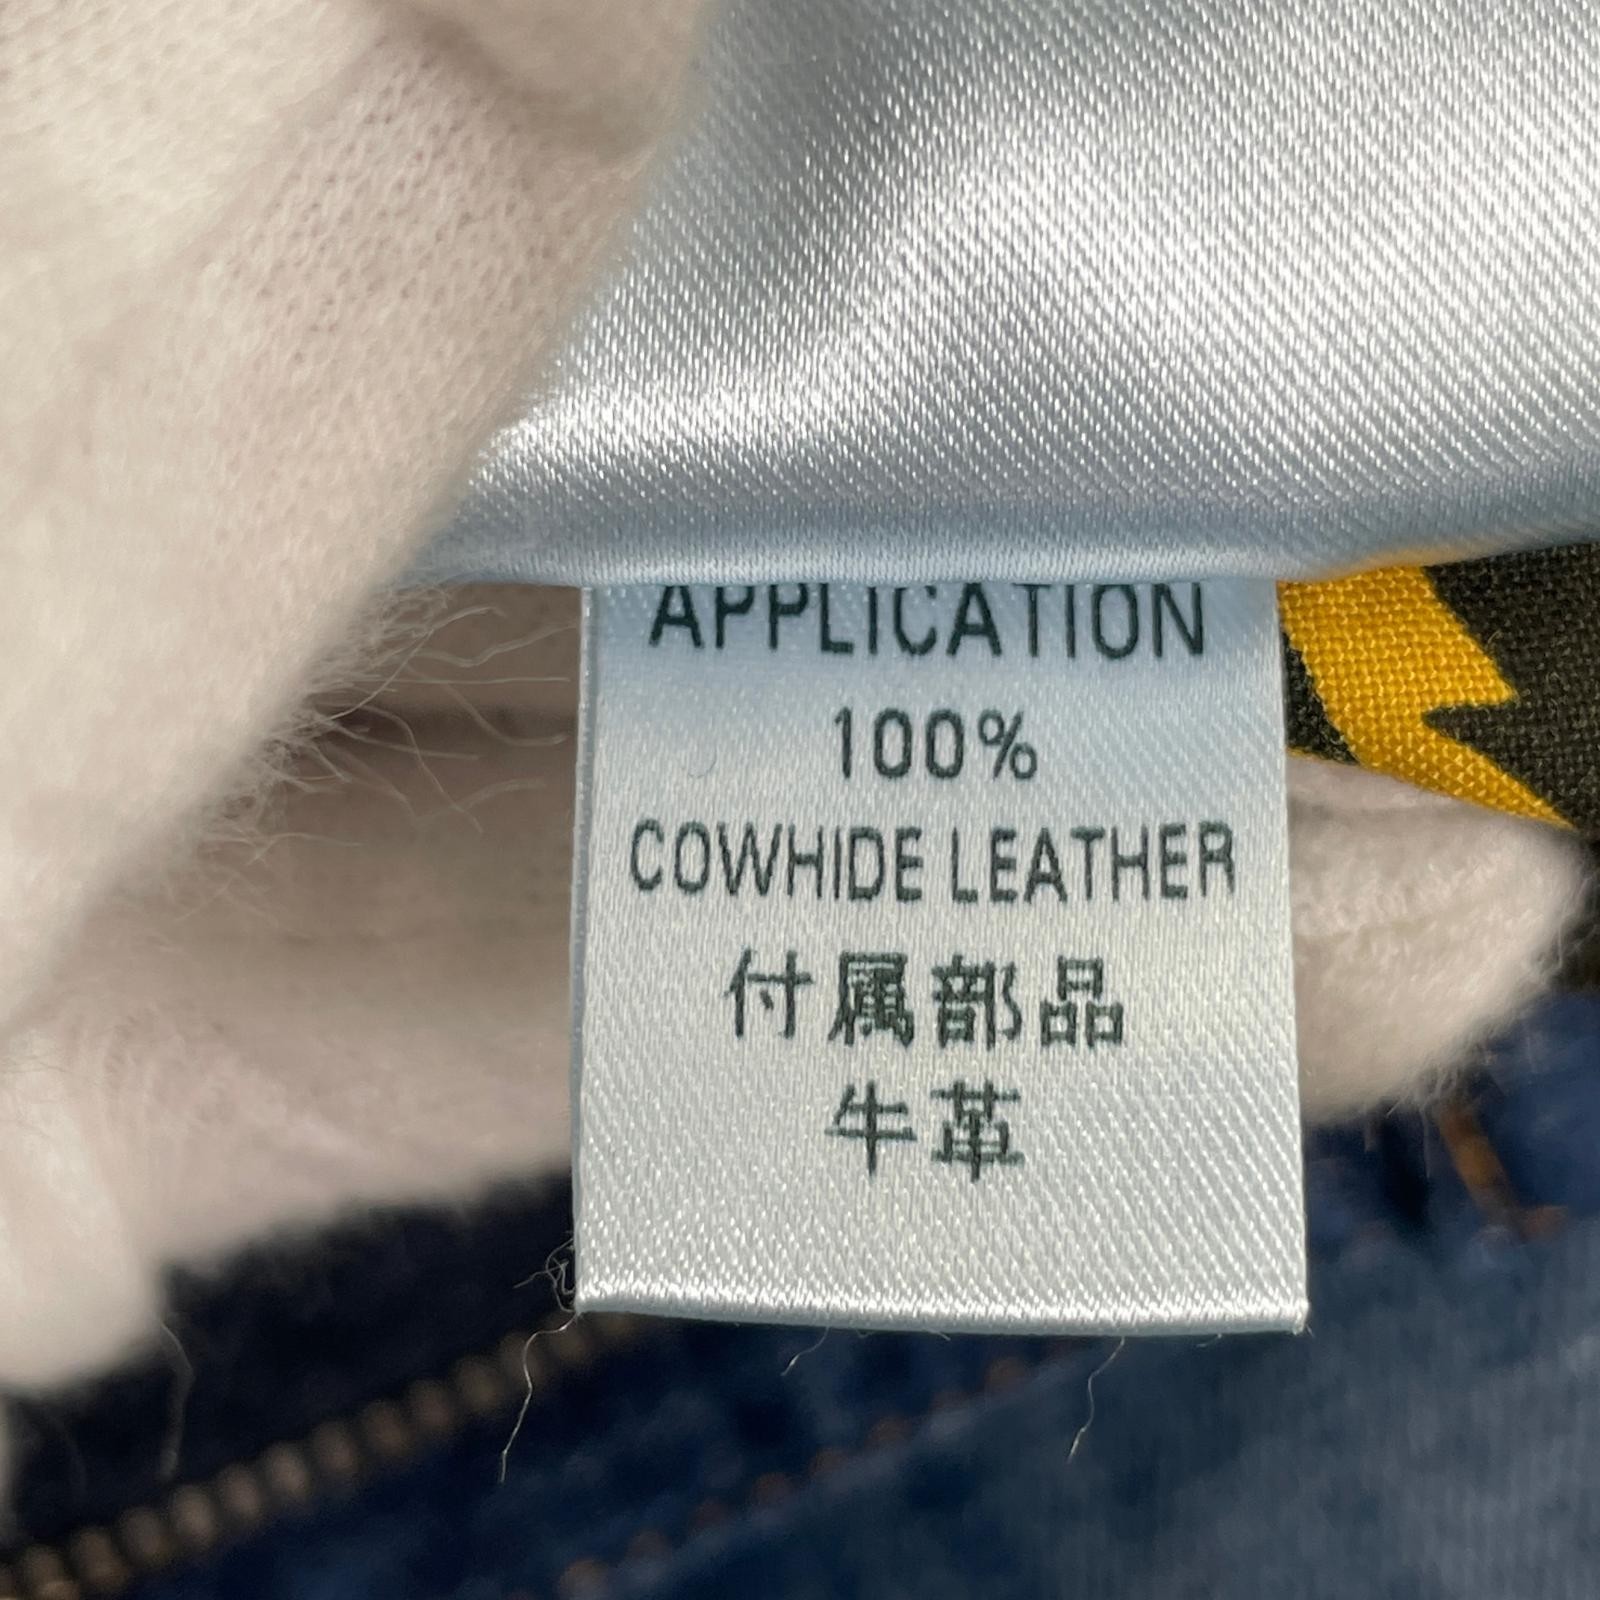 APPLICATION
100%
COWHIDE LEATHER
付属部品
牛革